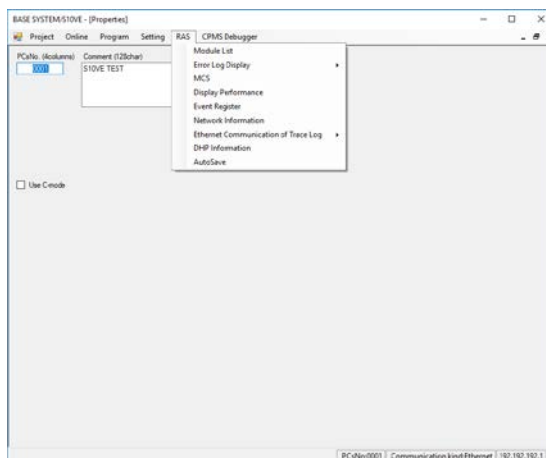 BASE SYSTEM/S10VE - [Properties]
Project Online Program Setting RAS CPMS Debugger
PCsNo. (4columns) Comment (128char)
0001 S10VE TEST
Module List
Error Log Display
MCS
Display Performance
Event Register
Network Information
Ethernet Communication of Trace Log
DHP Information
AutoSave
Use C-mode
PCsNo:0001 Communication kind:Ethernet 192.192.192.1